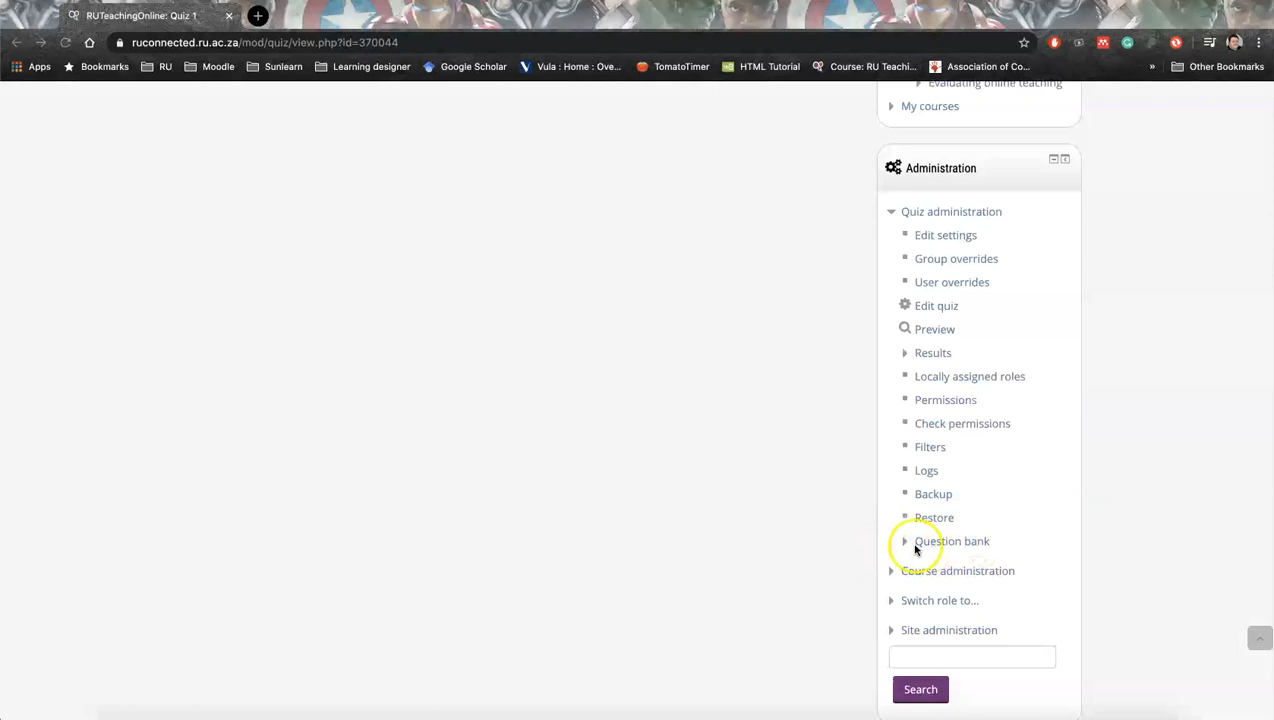 RUTeachingOnline: Quiz 1
ruconnected.ru.ac.za/mod/quiz/view.php?id=370044
Apps Bookmarks RU Moodle Sunlearn Learning designer Google Scholar Vula : Home : Ove... TomatoTimer HTML Tutorial Course: RU Teachi... Association of Co... » Other Bookmarks
Evaluating online teaching
My courses
Administration
Quiz administration
Edit settings
Group overrides
User overrides
Edit quiz
Preview
Results
Locally assigned roles
Permissions
Check permissions
Filters
Logs
Backup
Restore
Question bank
Course administration
Switch role to...
Site administration
Search